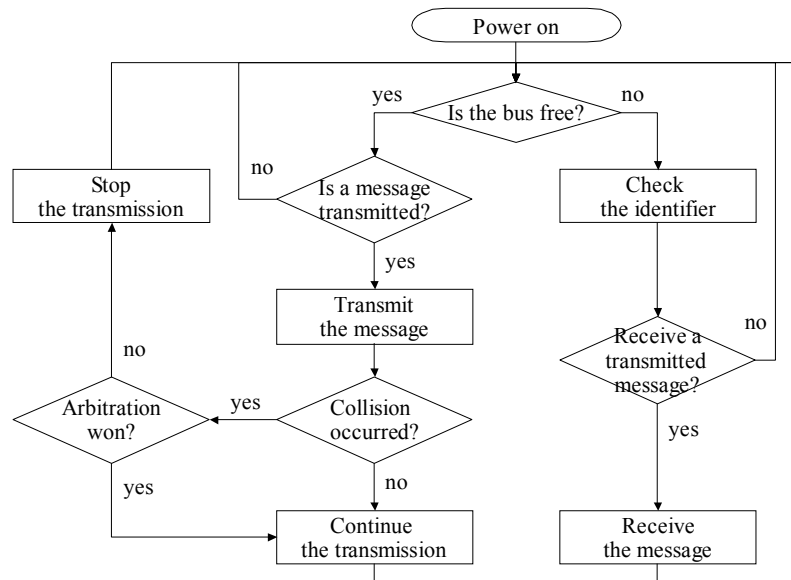 Power on
Is the bus free?
yes
no
Stop
the transmission
no
Is a message
transmitted?
Check
the identifier
yes
Transmit
the message
Receive a
transmitted
message?
no
no
Arbitration
won?
yes
Collision
occurred?
yes
yes
no
Continue
the transmission
Receive
the message